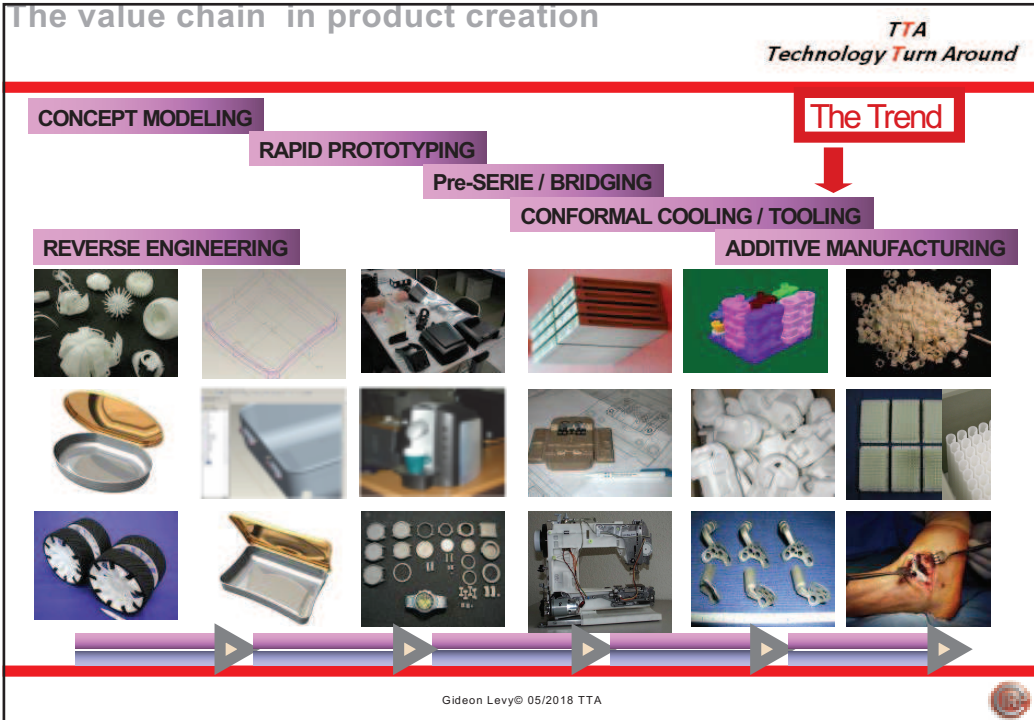 The value chain in product creation
TTA
Technology Turn Around
CONCEPT MODELING
The Trend
RAPID PROTOTYPING
Pre-SERIE / BRIDGING
CONFORMAL COOLING / TOOLING
REVERSE ENGINEERING
ADDITIVE MANUFACTURING
Gideon Levy© 05/2018 TTA